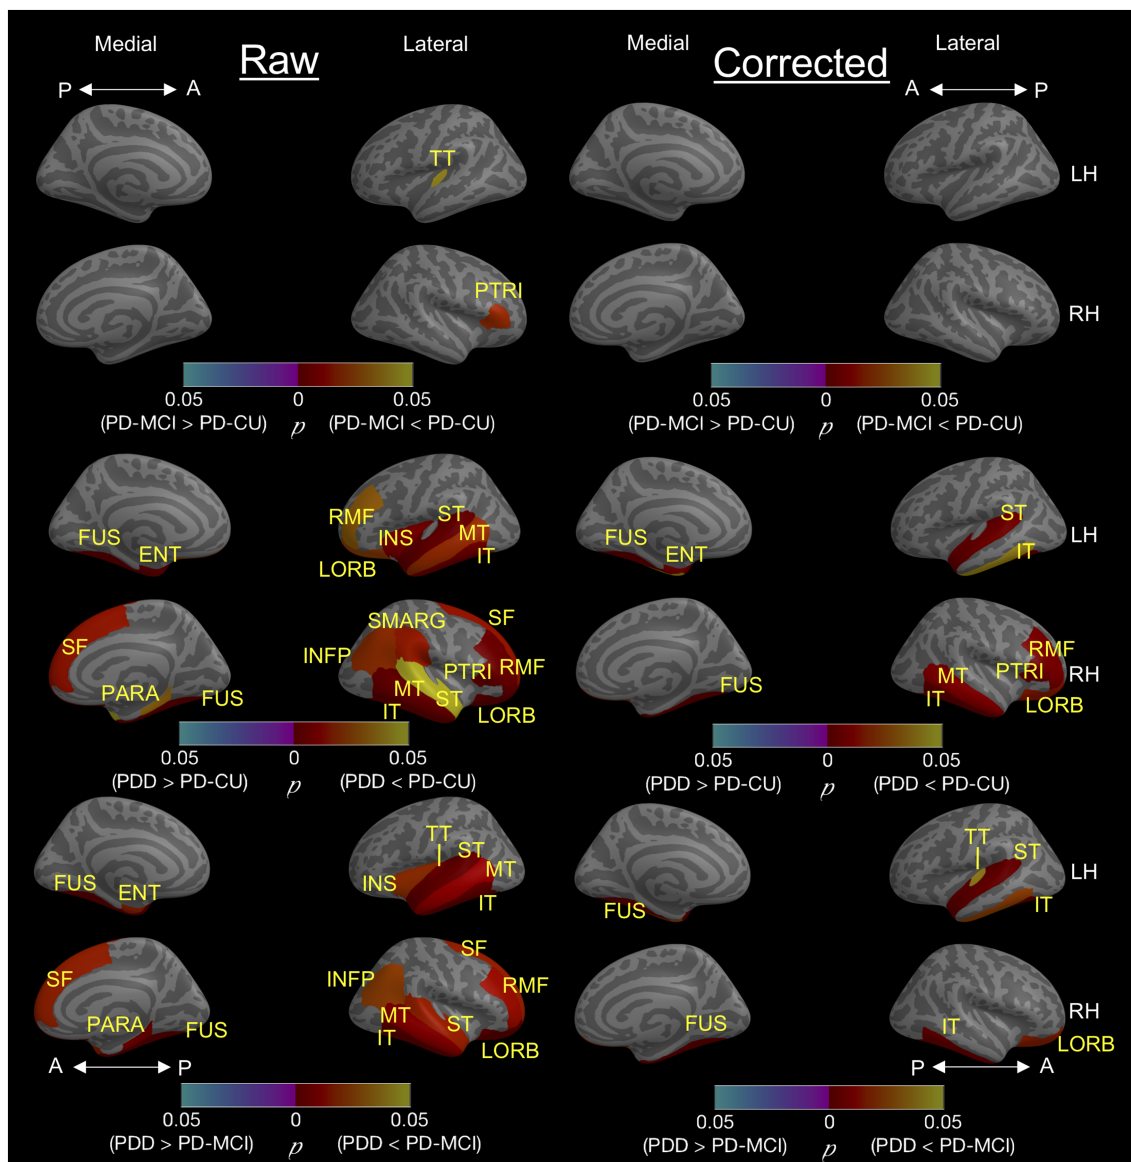 Medial
Raw
Lateral
Medial
Corrected
Lateral
P
A
A
P
TT
LH
PTRI
RH
0.05
0
0.05
0.05
0
0.05
(PD-MCI > PD-CU)
p
(PD-MCI < PD-CU)
(PD-MCI > PD-CU)
p
(PD-MCI < PD-CU)
FUS
ENT
RMF
INS
ST
MT
IT
LORB
FUS
ENT
ST
IT
LH
SF
PARA
FUS
SMARG
SF
INFP
PTRI
RMF
MT
ST
IT
LORB
FUS
RMF
MT
PTRI
IT
LORB
RH
0.05
0
0.05
0.05
0
0.05
(PDD > PD-CU)
p
(PDD < PD-CU)
(PDD > PD-CU)
p
(PDD < PD-CU)
FUS
ENT
TT
ST
MT
INS
IT
FUS
TT
ST
IT
LH
SF
PARA
FUS
SF
INFP
RMF
MT
ST
IT
LORB
FUS
IT
LORB
RH
A
P
P
A
0.05
0
0.05
0.05
0
0.05
(PDD > PD-MCI)
p
(PDD < PD-MCI)
(PDD > PD-MCI)
p
(PDD < PD-MCI)